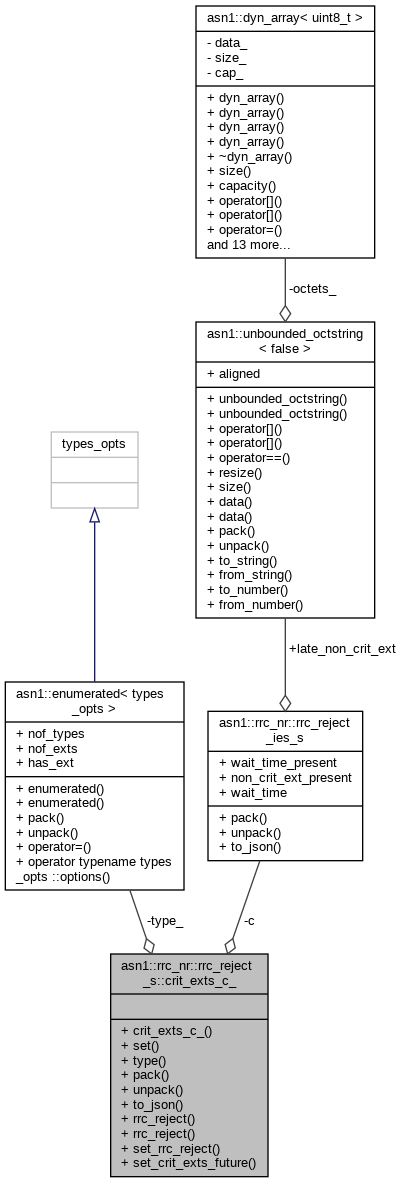 asn1::dyn_array< uint8_t >
- data_
- size_
- cap_
+ dyn_array()
+ dyn_array()
+ dyn_array()
+ dyn_array()
+ ~dyn_array()
+ size()
+ capacity()
+ operator[]()
+ operator[]()
+ operator=()
and 13 more...
-octets_
asn1::unbounded_octstring
< false >
+ aligned
+ unbounded_octstring()
+ unbounded_octstring()
+ operator[]()
+ operator[]()
+ operator==()
+ resize()
+ size()
+ data()
+ data()
+ pack()
+ unpack()
+ to_string()
+ from_string()
+ to_number()
+ from_number()
types_opts
+late_non_crit_ext
asn1::enumerated< types
_opts >
+ nof_types
+ nof_exts
+ has_ext
+ enumerated()
+ enumerated()
+ pack()
+ unpack()
+ operator=()
+ operator typename types
_opts ::options()
asn1::rrc_nr::rrc_reject
_ies_s
+ wait_time_present
+ non_crit_ext_present
+ wait_time
+ pack()
+ unpack()
+ to_json()
-type_
-c
asn1::rrc_nr::rrc_reject
_s::crit_exts_c_
+ crit_exts_c_()
+ set()
+ type()
+ pack()
+ unpack()
+ to_json()
+ rrc_reject()
+ rrc_reject()
+ set_rrc_reject()
+ set_crit_exts_future()